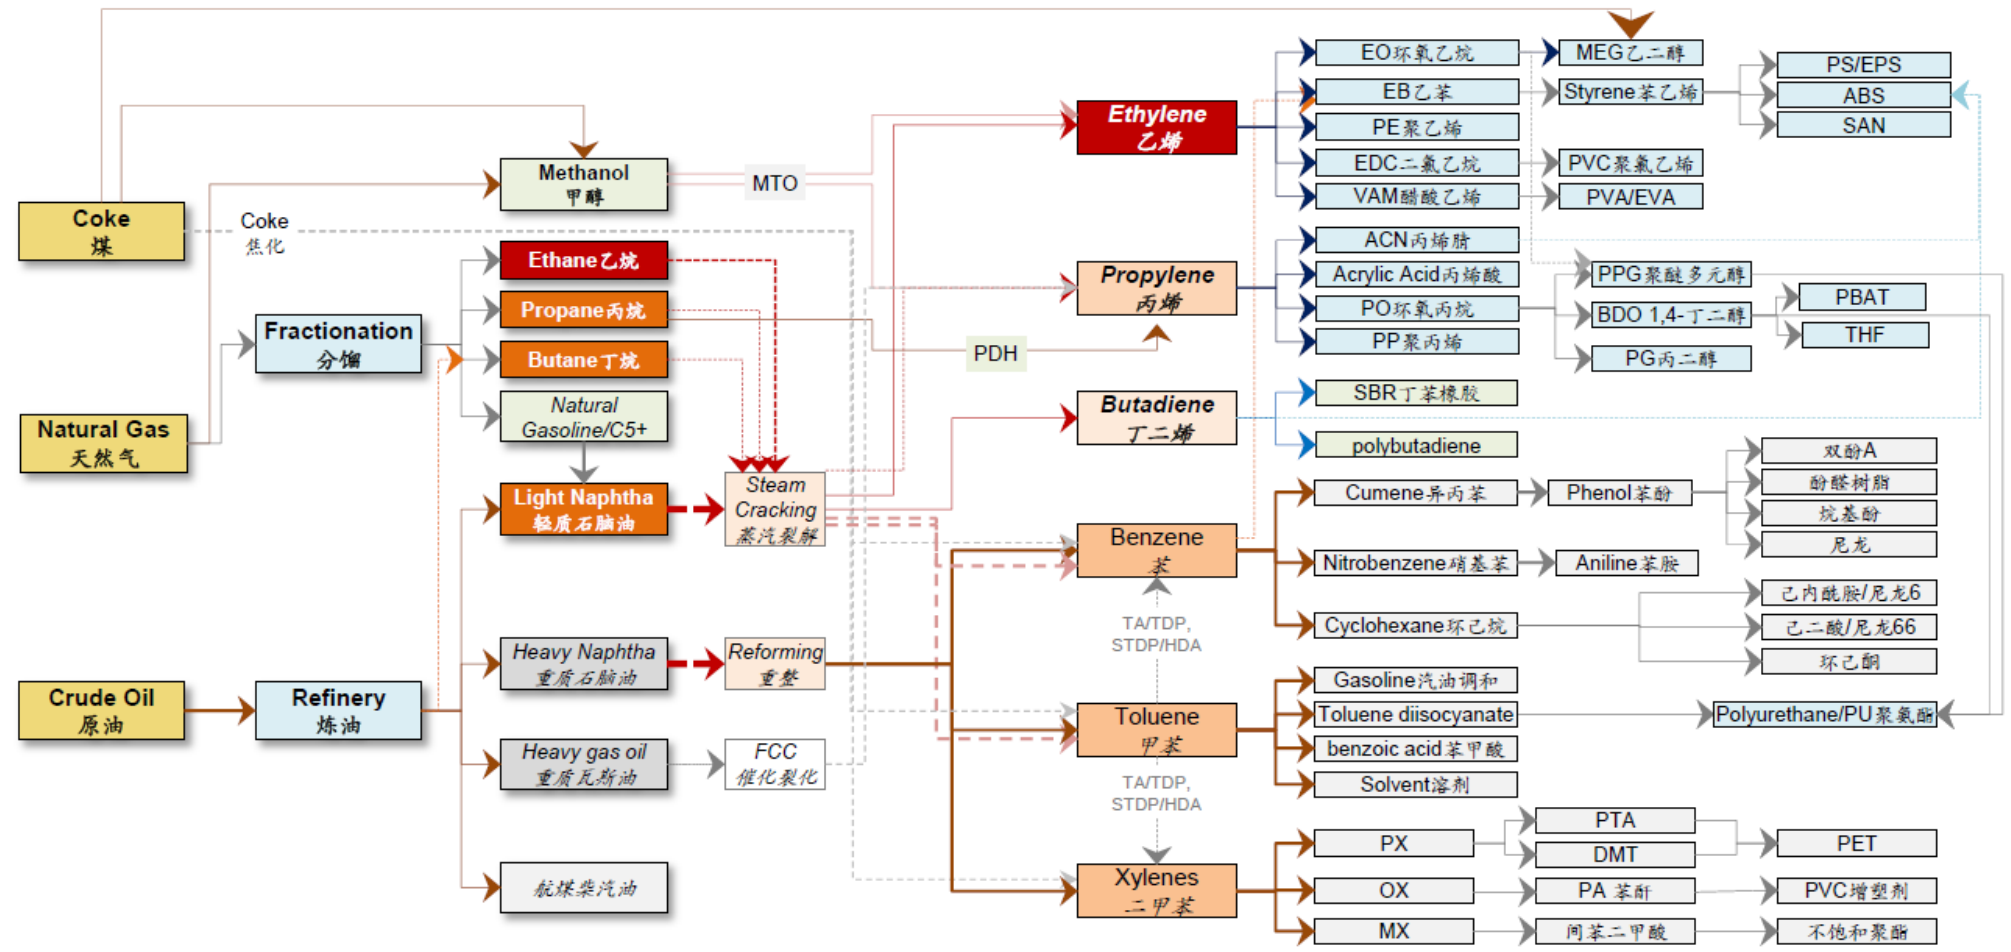 Coke
煤
Natural Gas
天然气
Crude Oil
原油
Coke
焦化
Fractionation
分馏
Refinery
炼油
Methanol
甲醇
Ethane乙烷
Propane丙烷
Butane丁烷
Natural
Gasoline/C5+
Light Naphtha
轻质石脑油
Heavy Naphtha
重质石脑油
Heavy gas oil
重质瓦斯油
航煤柴汽油
MTO
PDH
Steam
Cracking
蒸汽裂解
Reforming
重整
FCC
催化裂化
Ethylene
乙烯
Propylene
丙烯
Butadiene
丁二烯
Benzene
苯
TA/TDP,
STDP/HDA
Toluene
甲苯
TA/TDP,
STDP/HDA
Xylenes
二甲苯
EO环氧乙烷
MEG乙二醇
EB乙苯
Styrene苯乙烯
PS/EPS
ABS
SAN
PE聚乙烯
EDC二氯乙烷
PVC聚氯乙烯
VAM醋酸乙烯
PVA/EVA
ACN丙烯腈
Acrylic Acid丙烯酸
PO环氧丙烷
PP聚丙烯
PPG聚醚多元醇
BDO 1,4-丁二醇
PG丙二醇
PBAT
THF
SBR丁苯橡胶
polybutadiene
Cumene异丙苯
Phenol苯酚
双酚A
酚醛树脂
烷基酚
尼龙
Nitrobenzene硝基苯
Aniline苯胺
Cyclohexane环己烷
己内酰胺/尼龙6
己二酸/尼龙66
环己酮
Gasoline汽油调和
Toluene diisocyanate
Polyurethane/PU聚氨酯
benzoic acid苯甲酸
Solvent溶剂
PX
PTA
DMT
PET
OX
PA 苯酐
PVC增塑剂
MX
间苯二甲酸
不饱和聚酯